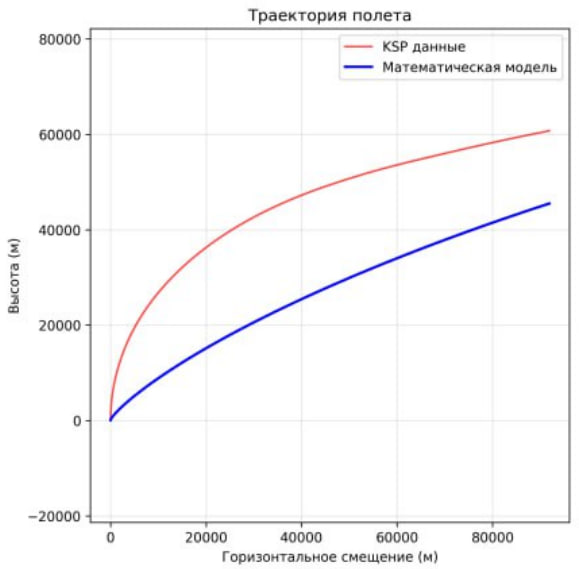 Траектория полета
KSP данные
Математическая модель
Высота (м)
80000
60000
40000
20000
0
−20000
0 20000 40000 60000 80000
Горизонтальное смещение (м)